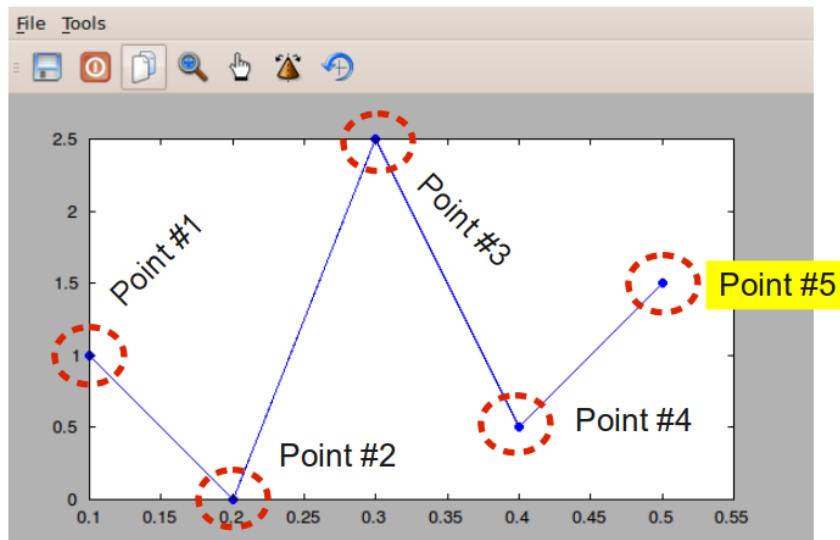 File Tools
2.5
2
1.5
1
0.5
0
0.1 0.15 0.2 0.25 0.3 0.35 0.4 0.45 0.5 0.55
Point #1
Point #2
Point #3
Point #4
Point #5